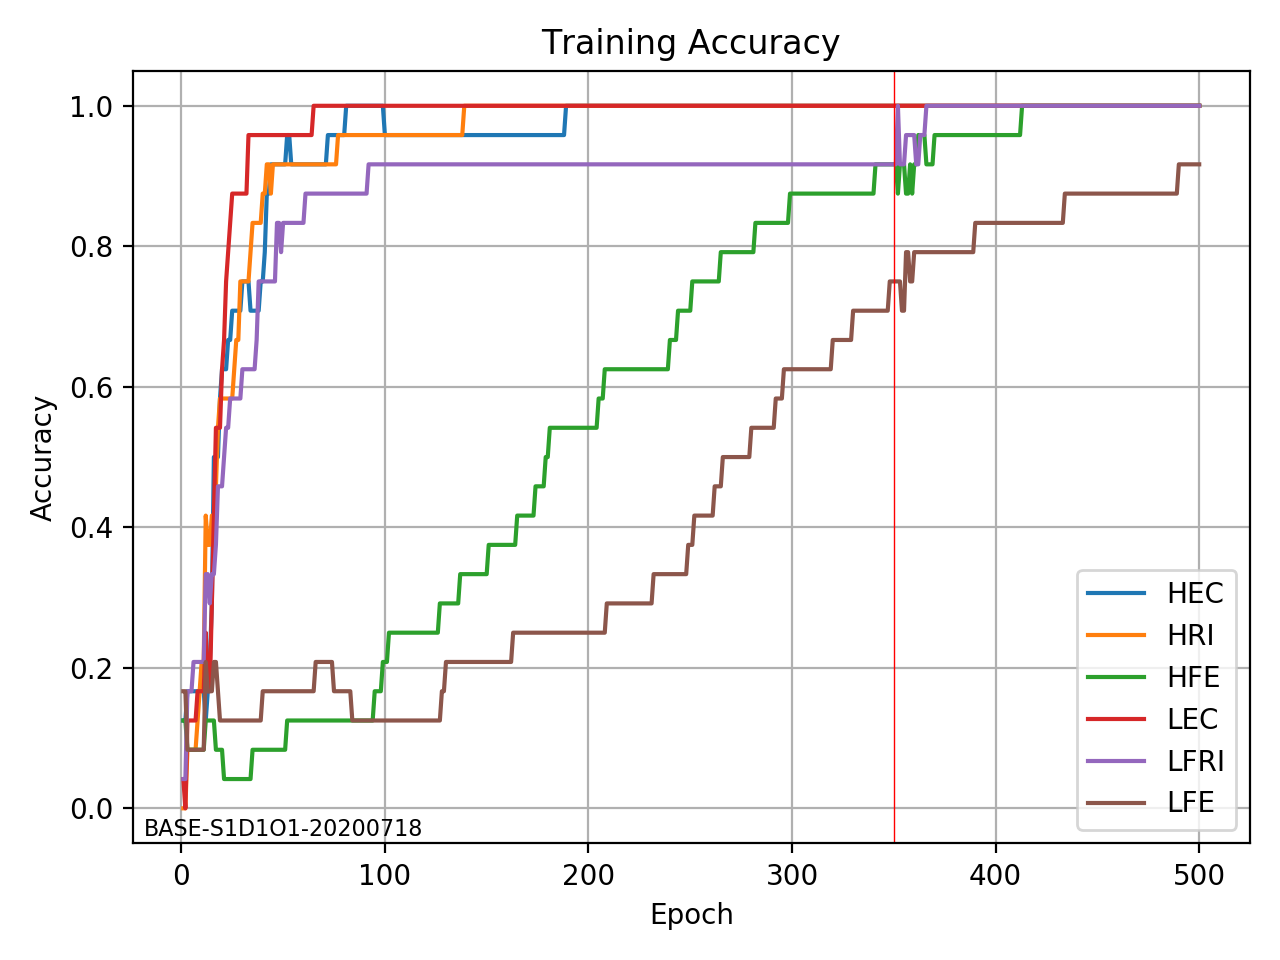 Training Accuracy
1.0
0.8
0.6
0.4
0.2
0.0
Accuracy
BASE-S1D1O1-20200718
HEC
HRI
HFE
LEC
LFRI
LFE
0 100 200 300 400 500
Epoch